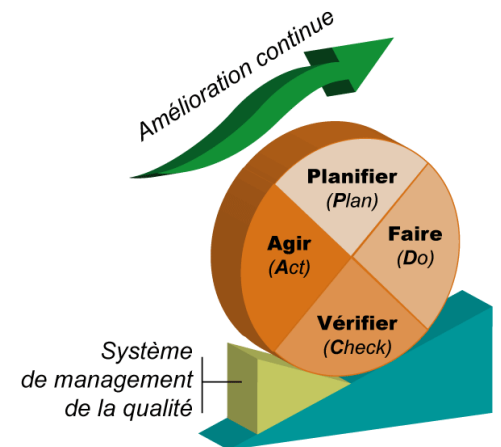 Amélioration continue
Planifier
(Plan)
Faire
(Do)
Agir
(Act)
Vérifier
(Check)
Système
de management
de la qualité